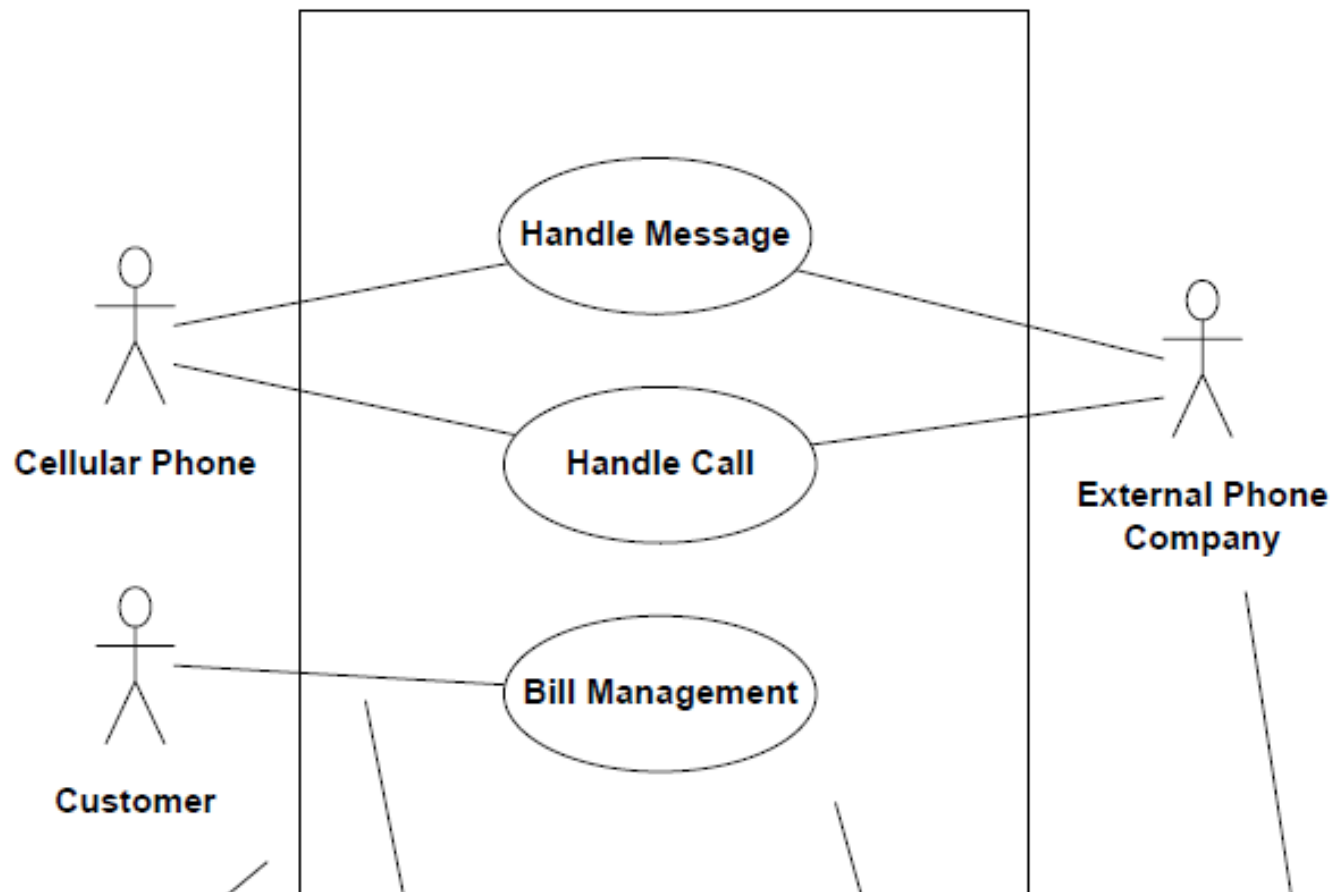 Handle Message
Cellular Phone
Handle Call
External Phone
Company
Bill Management
Customer